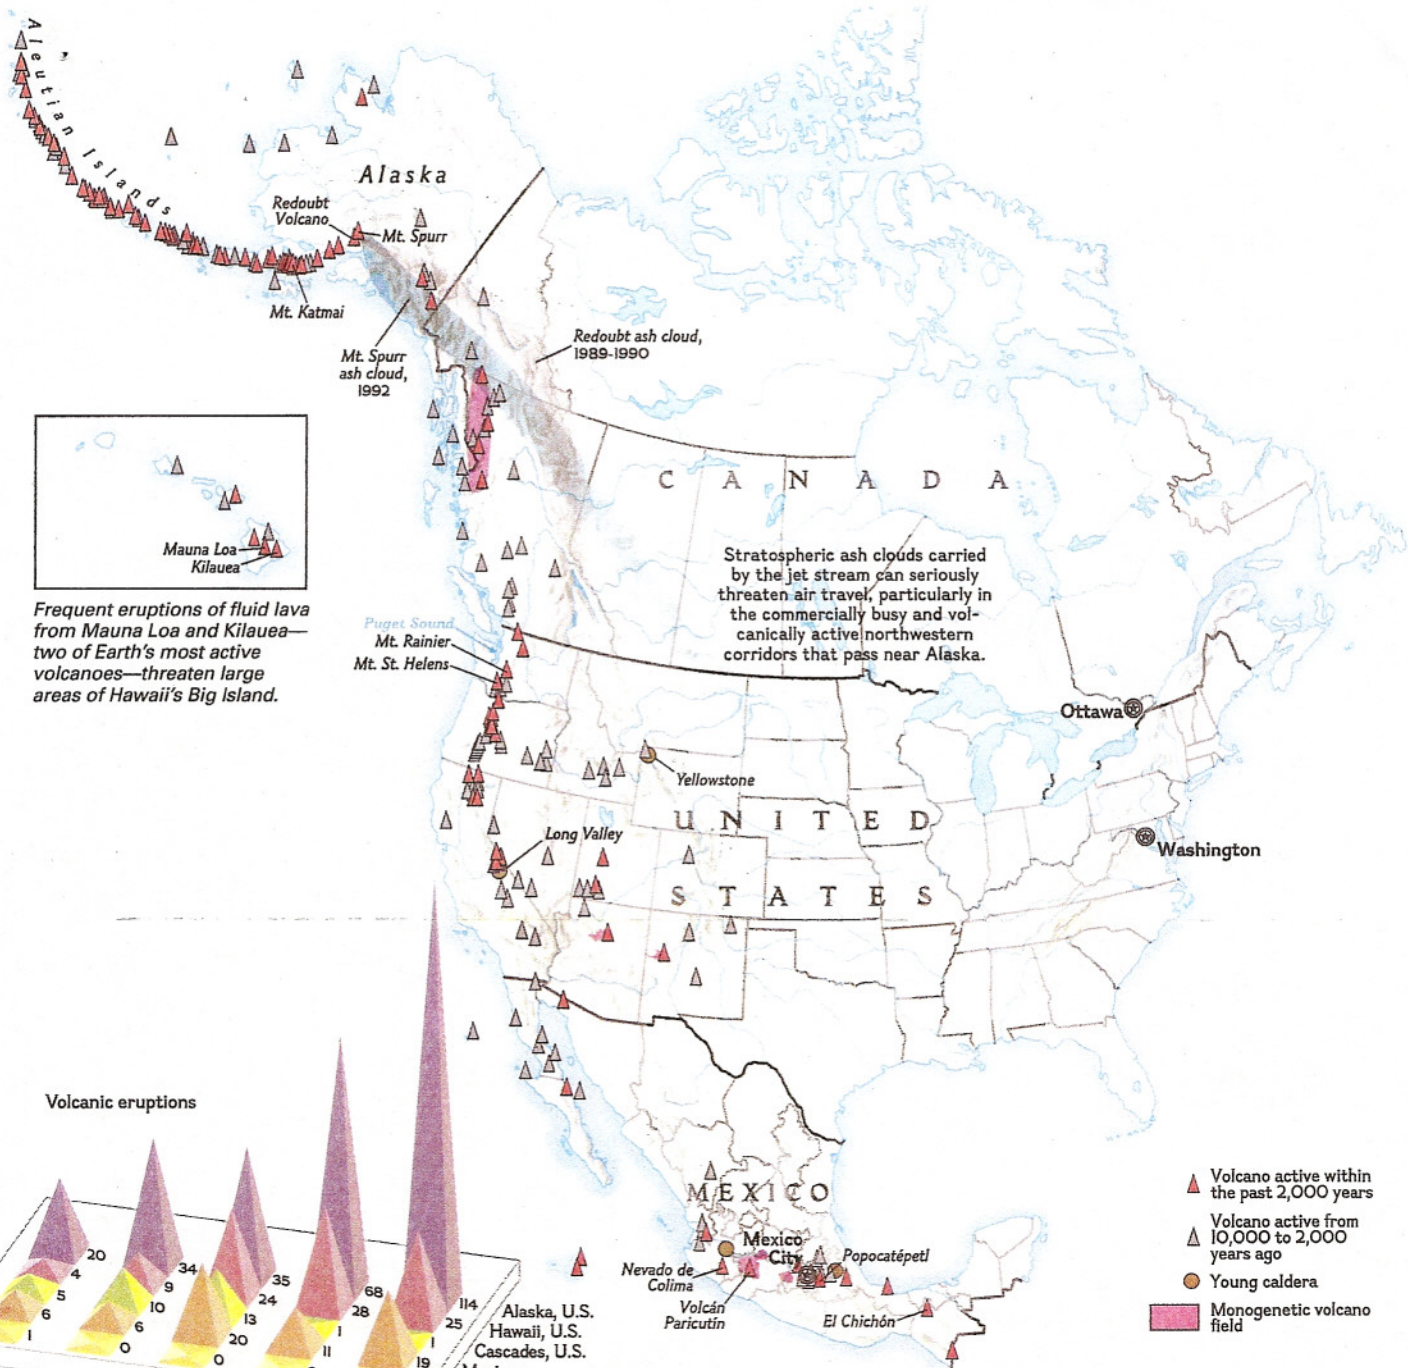 Aleutian Islands
Alaska
Redoubt
Volcano
Mt. Spurr
Mt. Katmai
Mt. Spurr
ash cloud,
1992
Redoubt ash cloud,
1989-1990
CANADA
Mauna Loa
Kilauea
Frequent eruptions of fluid lava
from Mauna Loa and Kilauea—
two of Earth's most active
volcanoes—threaten large
areas of Hawaii's Big Island.
Stratospheric ash clouds carried
by the jet stream can seriously
threaten air travel, particularly in
the commercially busy and vol-
canically active northwestern
corridors that pass near Alaska.
Puget Sound
Mt. Rainier
Mt. St. Helens
Ottawa
Yellowstone
UNITED
Long Valley
Washington
STATES
Volcanic eruptions
20
4
5
6
1
34
9
10
6
0
35
24
13
20
0
68
28
1
11
114
25
1
19
Alaska, U.S.
Hawaii, U.S.
Cascades, U.S.
MEXICO
Mexico
City
Popocatépetl
Nevado de
Colima
Volcán
Paricutín
El Chichón
Volcano active within
the past 2,000 years
Volcano active from
10,000 to 2,000
years ago
Young caldera
Monogenetic volcano
field